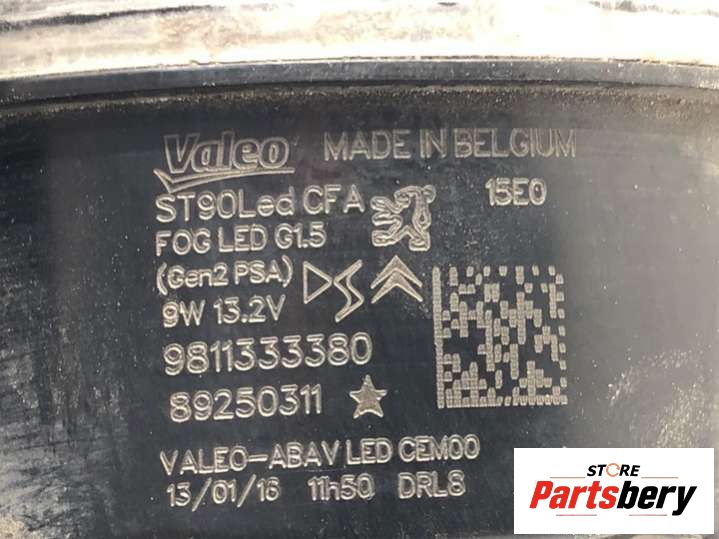 Valeo MADE IN BELGIUM
ST90Led CFA 15E0
FOG LED G1.5
(Gen2 PSA) DS
9W 13.2V
9811333380
89250311
VALEO-ABAV LED CEM00
13/01/16 11h50 DRL8
STORE
Partsbery